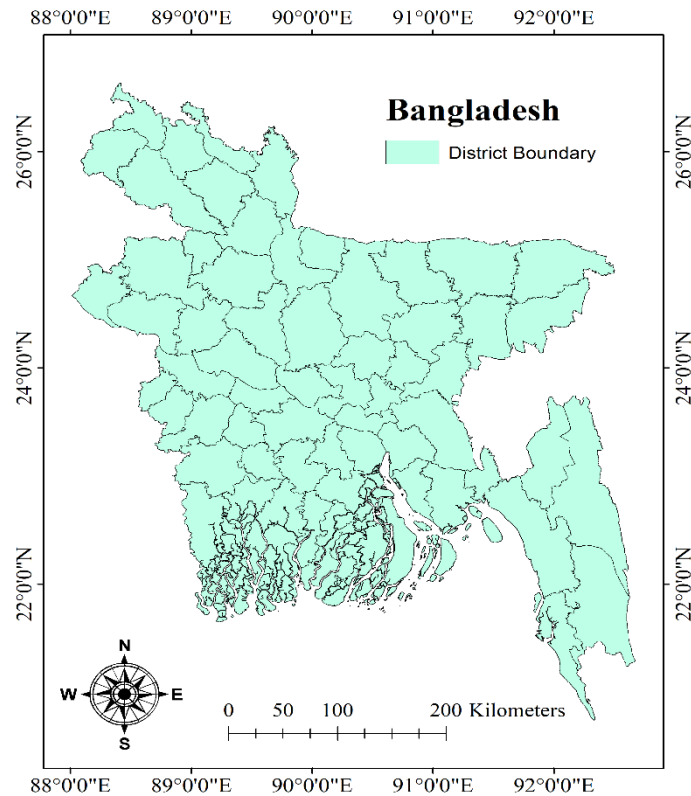 88°0'0"E 89°0'0"E 90°0'0"E 91°0'0"E 92°0'0"E
Bangladesh
District Boundary
26°0'0"N 26°0'0"N
24°0'0"N 24°0'0"N
22°0'0"N 22°0'0"N
N
W E
S
0 50 100 200 Kilometers
88°0'0"E 89°0'0"E 90°0'0"E 91°0'0"E 92°0'0"E